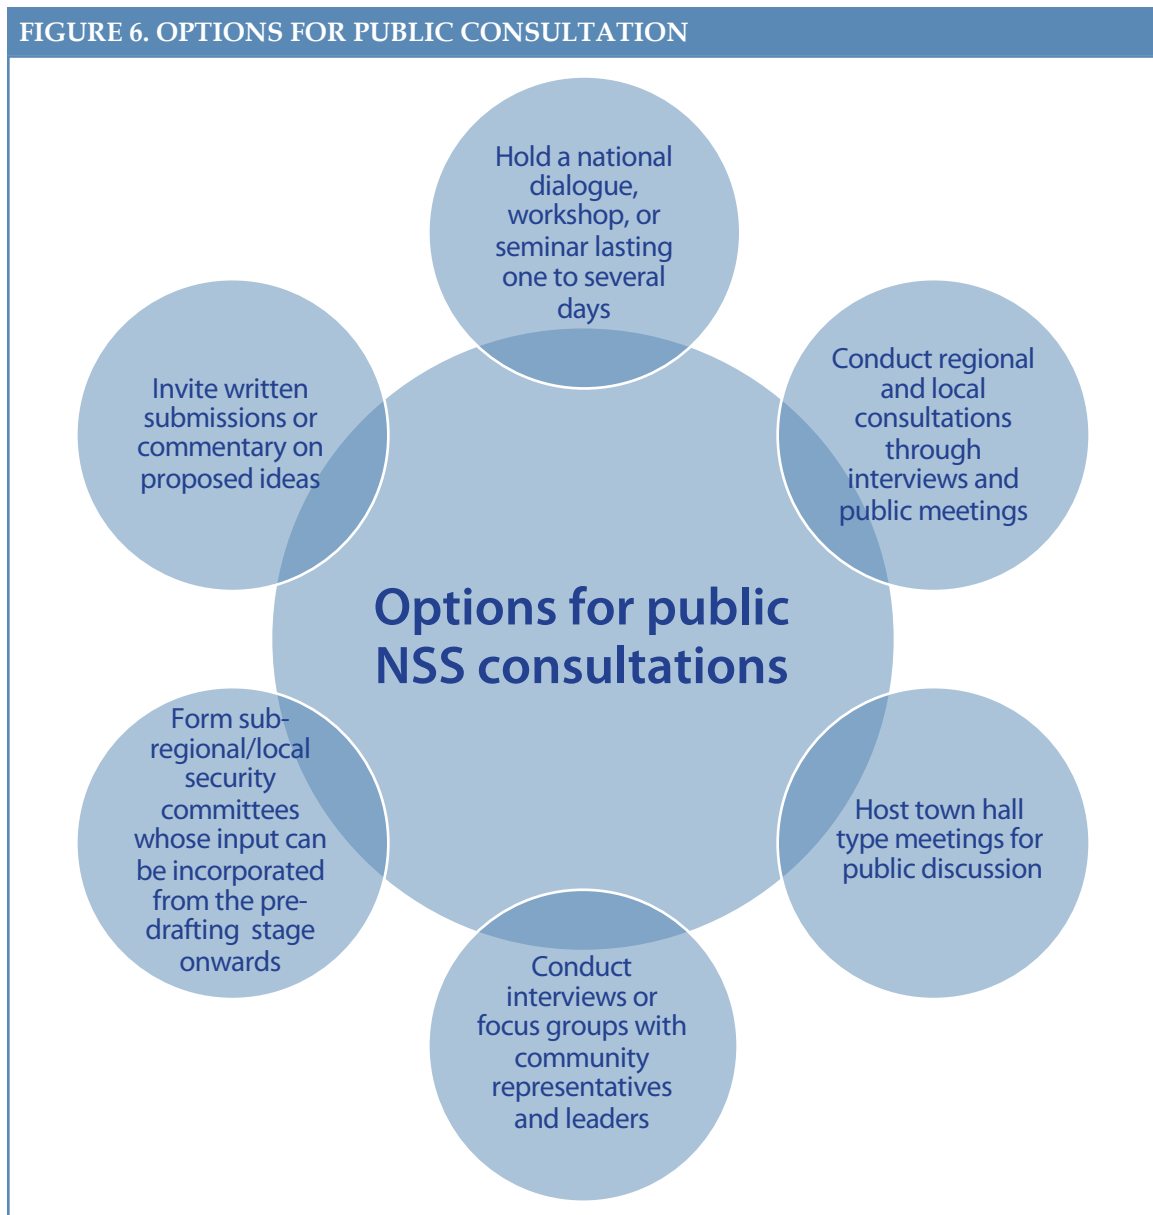 FIGURE 6. OPTIONS FOR PUBLIC CONSULTATION
Hold a national
dialogue,
workshop, or
seminar lasting
one to several
days
Conduct regional
and local
consultations
through
interviews and
public meetings
Host town hall
type meetings for
public discussion
Conduct
interviews or
focus groups with
community
representatives
and leaders
Form sub-
regional/local
security
committees
whose input can
be incorporated
from the pre-
drafting stage
onwards
Invite written
submissions or
commentary on
proposed ideas
Options for public
NSS consultations